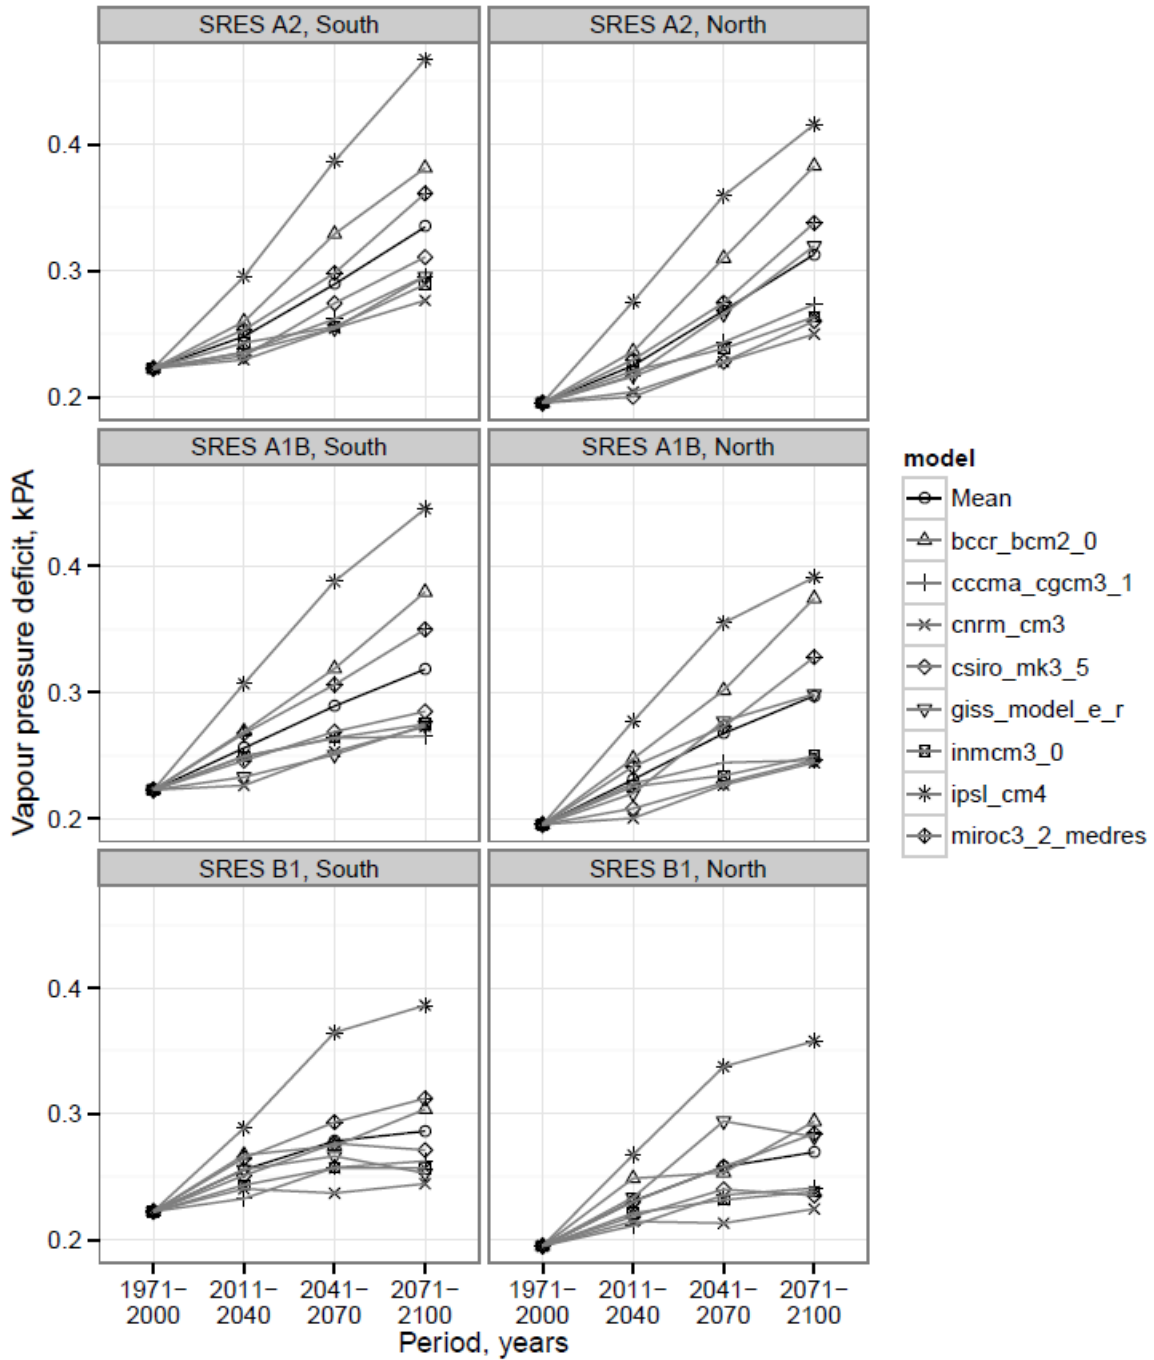 SRES A2, South
SRES A2, North
0.4
0.3
0.2
SRES A1B, South
SRES A1B, North
0.4
0.3
0.2
SRES B1, South
SRES B1, North
0.4
0.3
0.2
Vapour pressure deficit, kPA
1971–
2000
2011–
2040
2041–
2070
2071–
2100
1971–
2000
2011–
2040
2041–
2070
2071–
2100
Period, years
model
Mean
bccr_bcm2_0
cccma_cgcm3_1
cnrm_cm3
csiro_mk3_5
giss_model_e_r
inmcm3_0
ipsl_cm4
miroc3_2_medres